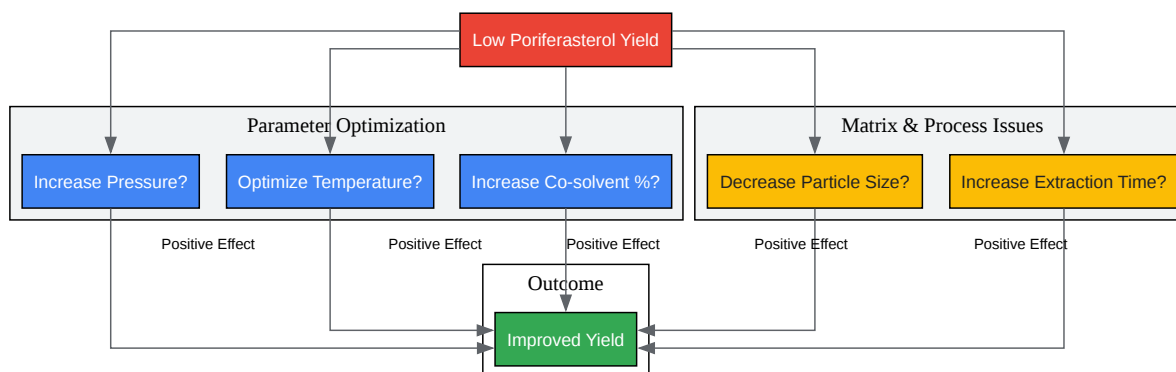 Low Poriferasterol Yield
Parameter Optimization
Matrix & Process Issues
Increase Pressure?
Optimize Temperature?
Increase Co-solvent %?
Decrease Particle Size?
Increase Extraction Time?
Positive Effect
Positive Effect
Positive Effect
Positive Effect
Positive Effect
Outcome
Improved Yield